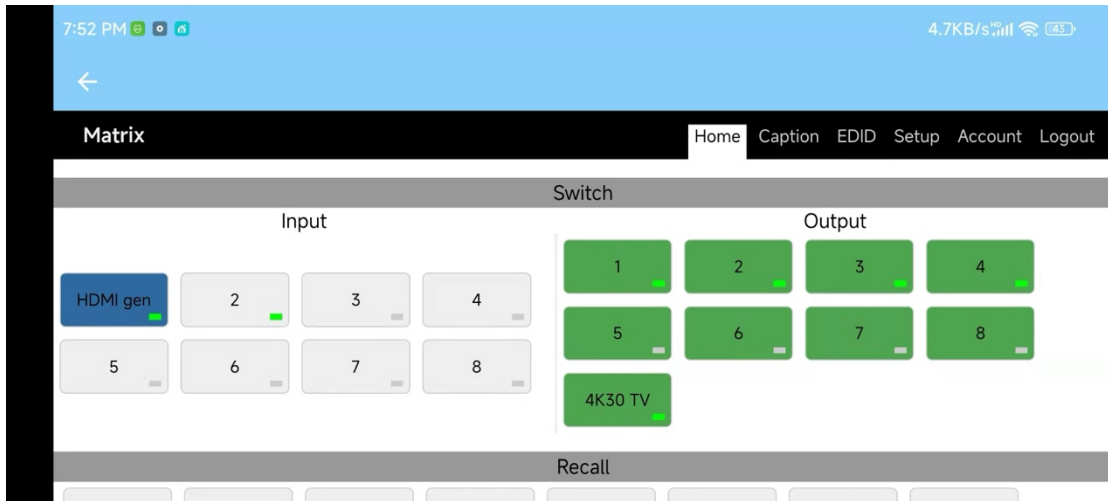 7:52 PM
4.7KB/s HD 43
Matrix
Home Caption EDID Setup Account Logout
Switch
Input
Output
HDMI gen 2 3 4
5 6 7 8
1 2 3 4
5 6 7 8
4K30 TV
Recall